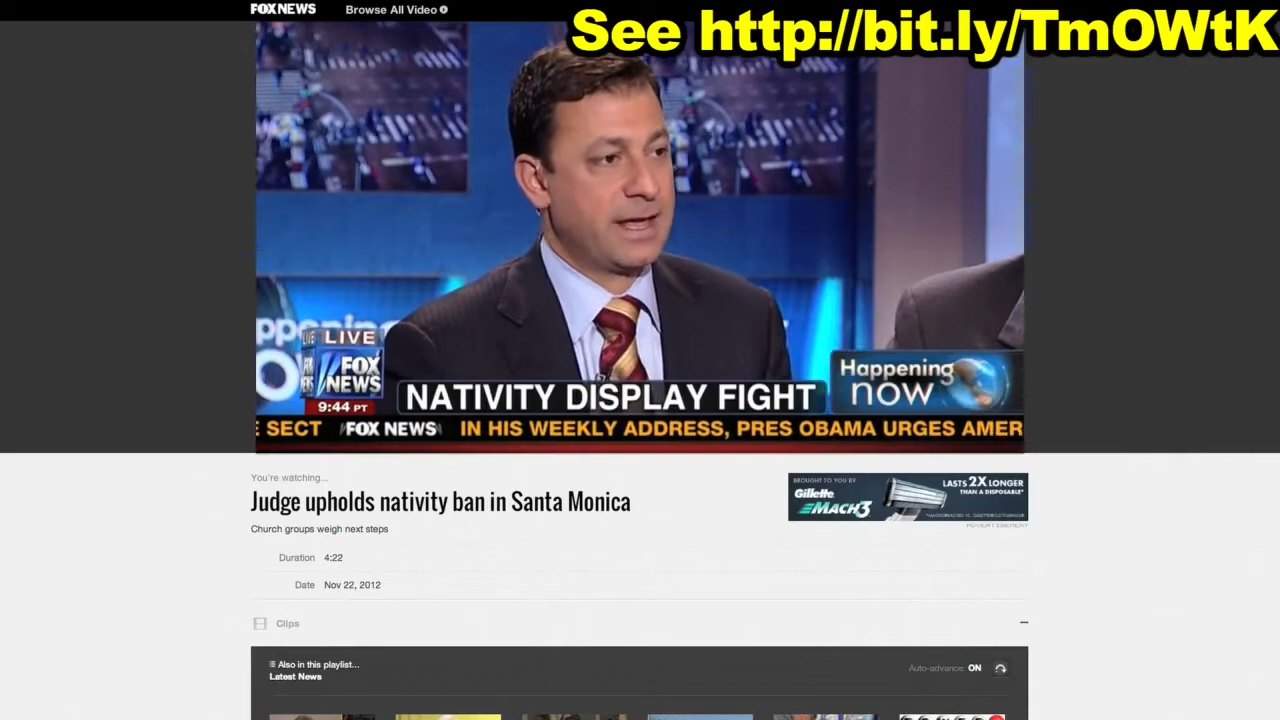 FOX NEWS Browse All Video
See http://bit.ly/TmOWtK
LIVE
FOX
NEWS
9:44 PT
NATIVITY DISPLAY FIGHT
Happening
now
E SECT FOX NEWS IN HIS WEEKLY ADDRESS, PRES OBAMA URGES AMER
You're watching...
Judge upholds nativity ban in Santa Monica
Church groups weigh next steps
BROUGHT TO YOU BY
Gillette
MACH3
LASTS 2X LONGER
THAN A DISPOSABLE*
ADVERTISEMENT
Duration 4:22
Date Nov 22, 2012
Clips
Also in this playlist...
Latest News
Auto-advance: ON